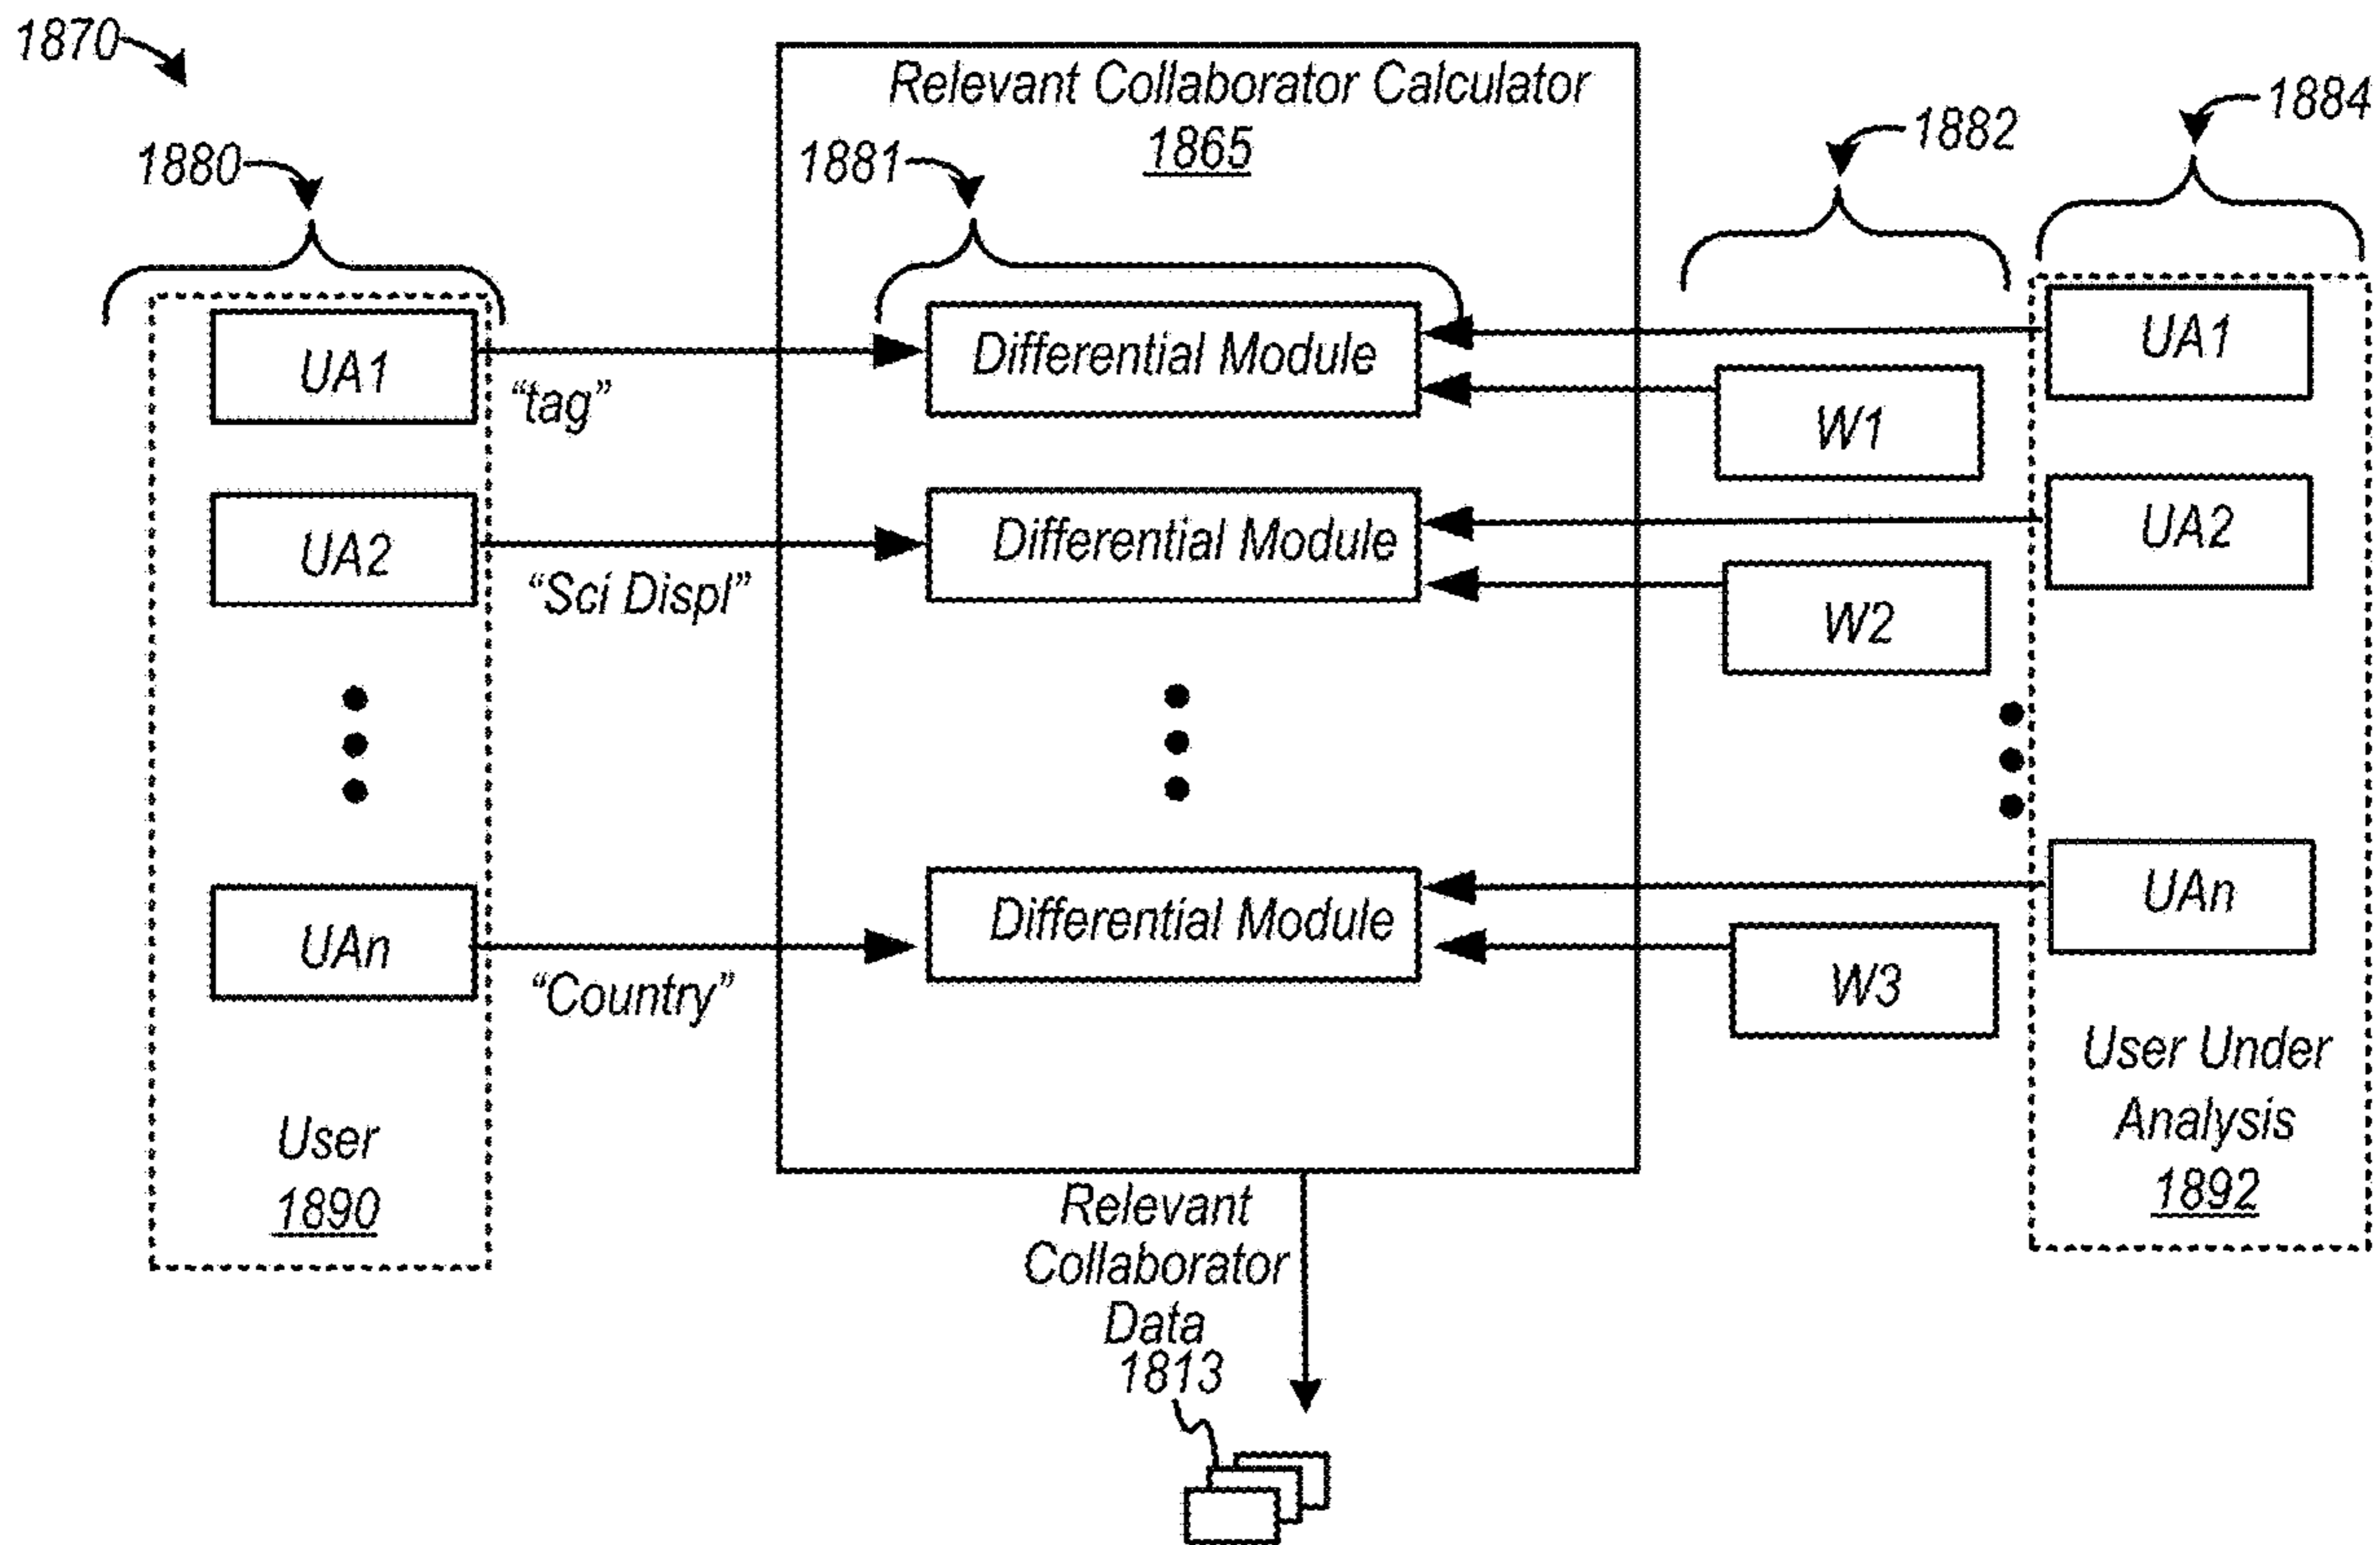 1870
Relevant Collaborator Calculator
1865
1884
1882
1880
1881
UA1
"tag"
Differential Module
UA1
W1
UA2
"Sci Displ"
Differential Module
UA2
W2
UAn
"Country"
Differential Module
UAn
W3
User
1890
User Under
Analysis
1892
Relevant
Collaborator
Data
1813